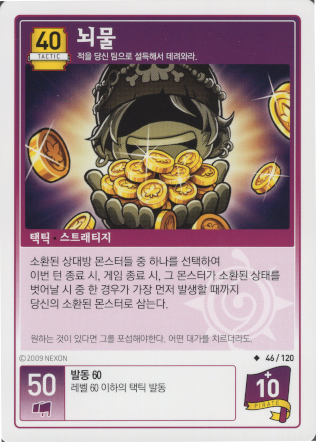 40
TACTIC
뇌물
적을 당신 팀으로 설득해서 데려와라.
택틱 · 스트래티지
소환된 상대방 몬스터들 중 하나를 선택하여
이번 턴 종료 시, 게임 종료 시, 그 몬스터가 소환된 상태를
벗어날 시 중 한 경우가 가장 먼저 발생할 때까지
당신의 소환된 몬스터로 삼는다.
원하는 것이 있다면 그를 포섭해야한다. 어떤 대가를 치르더라도.
©2009 NEXON
◆ 46 / 120
50
발동 60
레벨 60 이하의 택틱 발동
+
10
PIRATE